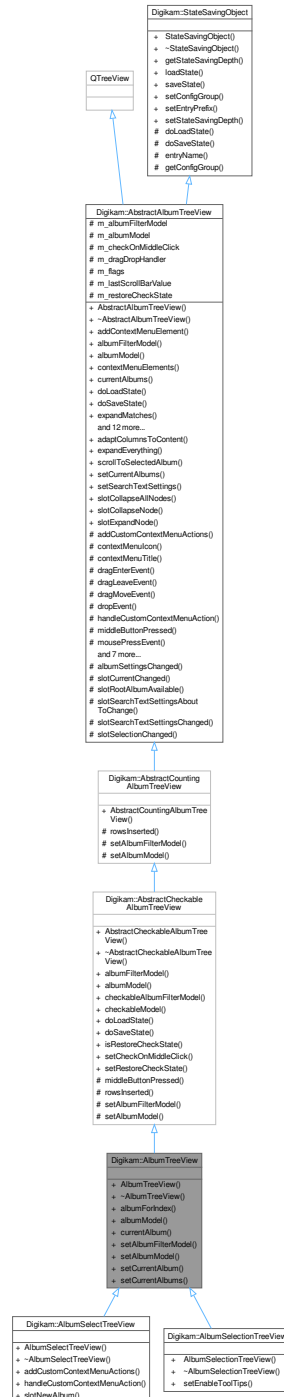 Digikam::StateSavingObject
+ StateSavingObject()
+ ~StateSavingObject()
+ getStateSavingDepth()
+ loadState()
+ saveState()
+ setConfigGroup()
+ setEntryPrefix()
+ setStateSavingDepth()
# doLoadState()
# doSaveState()
# entryName()
# getConfigGroup()
QTreeView
Digikam::AbstractAlbumTreeView
# m_albumFilterModel
# m_albumModel
# m_checkOnMiddleClick
# m_dragDropHandler
# m_flags
# m_lastScrollBarValue
# m_restoreCheckState
+ AbstractAlbumTreeView()
+ ~AbstractAlbumTreeView()
+ addContextMenuElement()
+ albumFilterModel()
+ albumModel()
+ contextMenuElements()
+ currentAlbums()
+ doLoadState()
+ doSaveState()
+ expandMatches()
and 12 more...
+ adaptColumnsToContent()
+ expandEverything()
+ scrollToSelectedAlbum()
+ setCurrentAlbums()
+ setSearchTextSettings()
+ slotCollapseAllNodes()
+ slotCollapseNode()
+ slotExpandNode()
# addCustomContextMenuActions()
# contextMenuIcon()
# contextMenuTitle()
# dragEnterEvent()
# dragLeaveEvent()
# dragMoveEvent()
# dropEvent()
# handleCustomContextMenuAction()
# middleButtonPressed()
# mousePressEvent()
and 7 more...
# albumSettingsChanged()
# slotCurrentChanged()
# slotRootAlbumAvailable()
# slotSearchTextSettingsAbout
ToChange()
# slotSearchTextSettingsChanged()
# slotSelectionChanged()
Digikam::AbstractCounting
AlbumTreeView
+ AbstractCountingAlbumTree
View()
# rowsInserted()
# setAlbumFilterModel()
# setAlbumModel()
Digikam::AbstractCheckable
AlbumTreeView
+ AbstractCheckableAlbumTree
View()
+ ~AbstractCheckableAlbumTree
View()
+ albumFilterModel()
+ albumModel()
+ checkableAlbumFilterModel()
+ checkableModel()
+ doLoadState()
+ doSaveState()
+ isRestoreCheckState()
+ setCheckOnMiddleClick()
+ setRestoreCheckState()
# middleButtonPressed()
# rowsInserted()
# setAlbumFilterModel()
# setAlbumModel()
Digikam::AlbumTreeView
+ AlbumTreeView()
+ ~AlbumTreeView()
+ albumForIndex()
+ albumModel()
+ currentAlbum()
+ setAlbumFilterModel()
+ setAlbumModel()
+ setCurrentAlbum()
+ setCurrentAlbums()
Digikam::AlbumSelectTreeView
+ AlbumSelectTreeView()
+ ~AlbumSelectTreeView()
+ addCustomContextMenuActions()
+ handleCustomContextMenuAction()
+ slotNewAlbum()
Digikam::AlbumSelectionTreeView
+ AlbumSelectionTreeView()
+ ~AlbumSelectionTreeView()
+ setEnableToolTips()